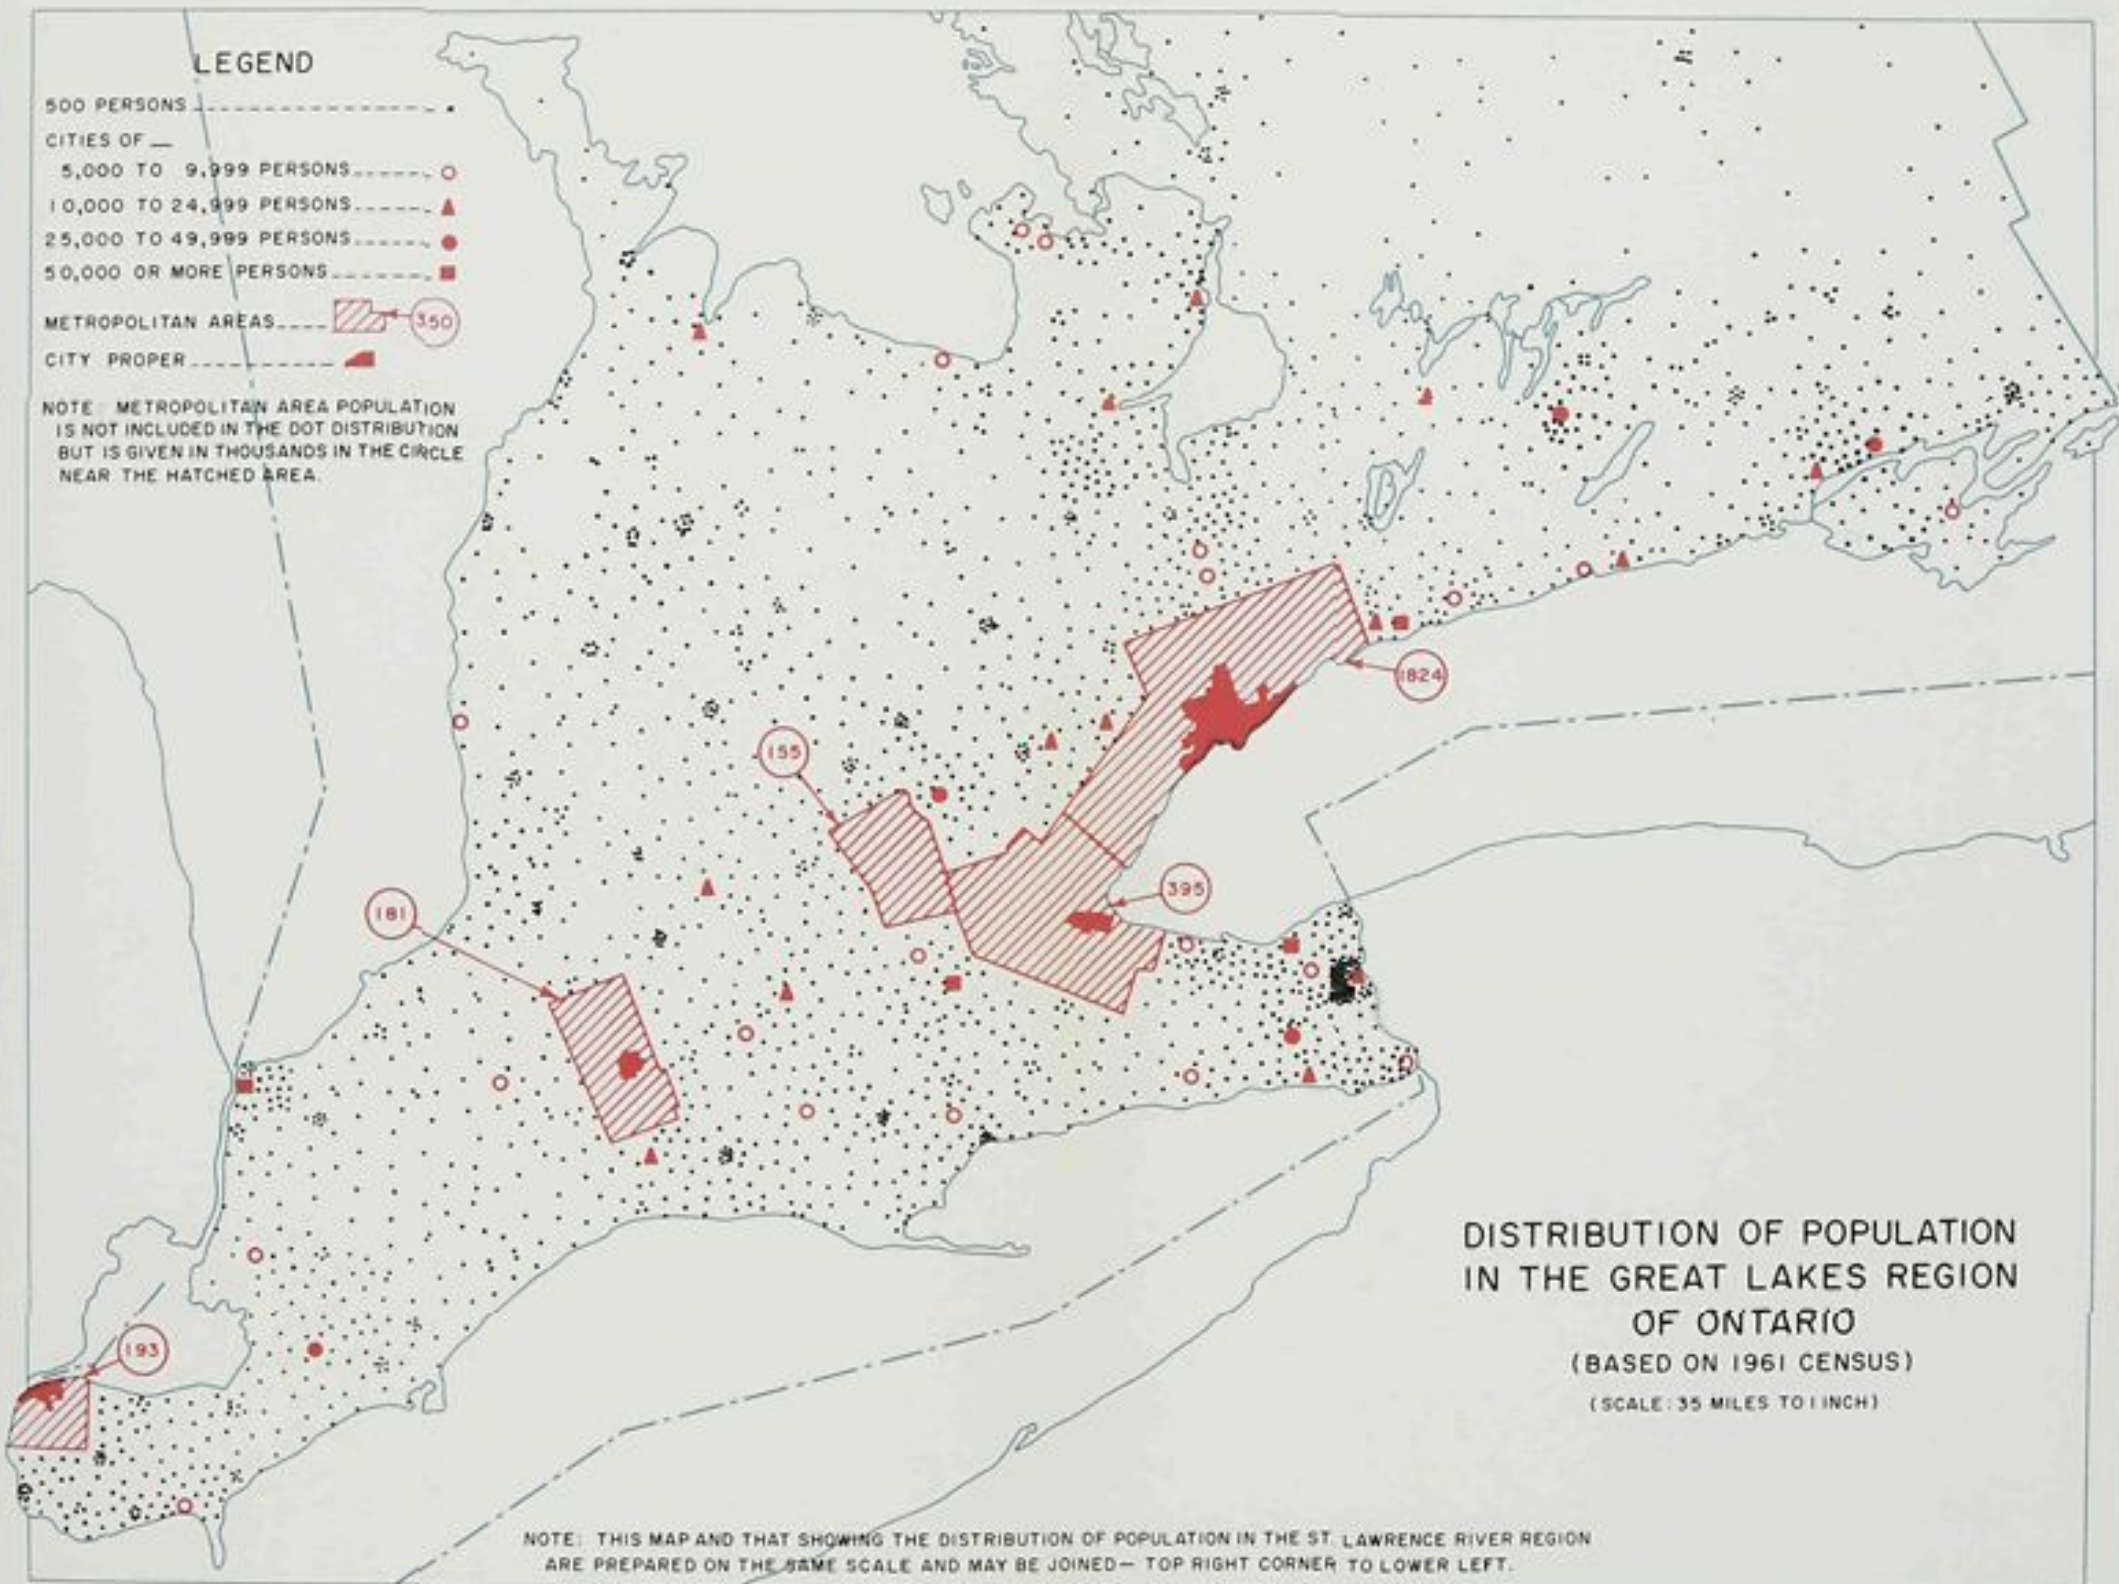 LEGEND
500 PERSONS
CITIES OF —
5,000 TO 9,999 PERSONS
10,000 TO 24,999 PERSONS
25,000 TO 49,999 PERSONS
50,000 OR MORE PERSONS
METROPOLITAN AREAS 350
CITY PROPER
NOTE: METROPOLITAN AREA POPULATION
IS NOT INCLUDED IN THE DOT DISTRIBUTION
BUT IS GIVEN IN THOUSANDS IN THE CIRCLE
NEAR THE HATCHED AREA.
1824
155
395
181
193
DISTRIBUTION OF POPULATION
IN THE GREAT LAKES REGION
OF ONTARIO
(BASED ON 1961 CENSUS)
(SCALE: 35 MILES TO 1 INCH)
NOTE: THIS MAP AND THAT SHOWING THE DISTRIBUTION OF POPULATION IN THE ST. LAWRENCE RIVER REGION
ARE PREPARED ON THE SAME SCALE AND MAY BE JOINED— TOP RIGHT CORNER TO LOWER LEFT.